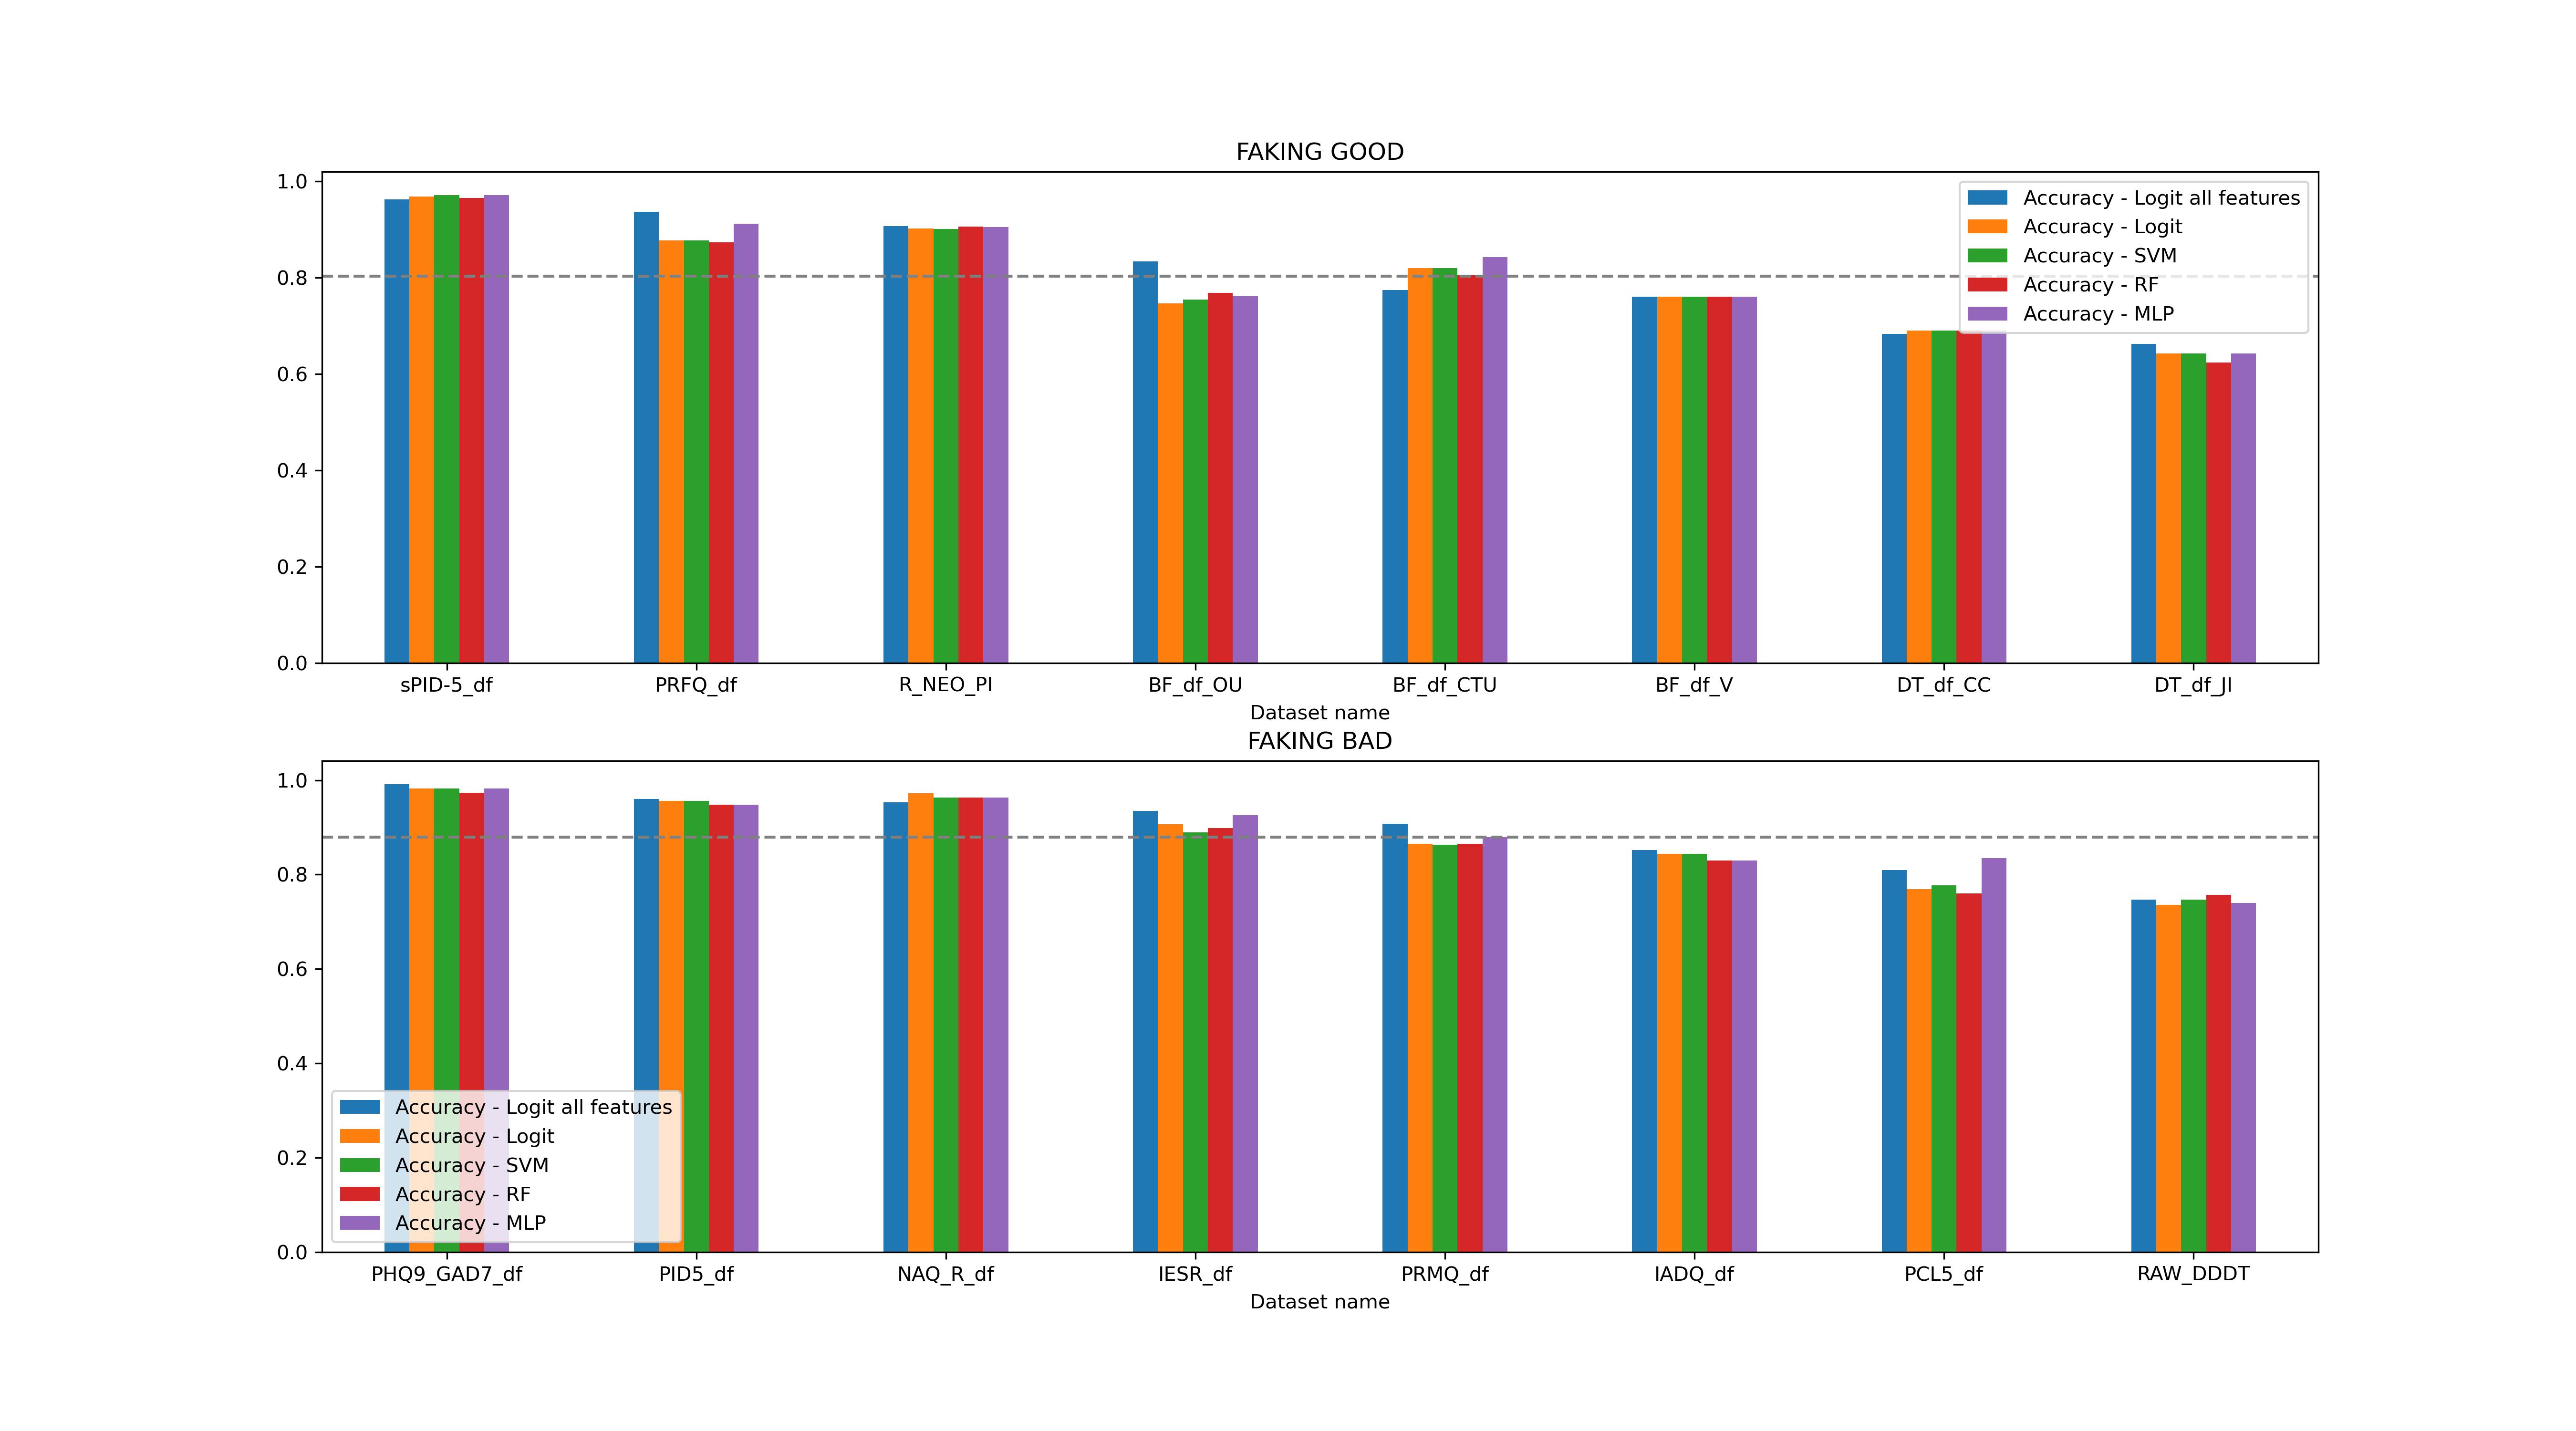 FAKING GOOD
1.0
0.8
0.6
0.4
0.2
0.0
Accuracy - Logit all features
Accuracy - Logit
Accuracy - SVM
Accuracy - RF
Accuracy - MLP
sPID-5_df PRFQ_df R_NEO_PI BF_df_OU BF_df_CTU BF_df_V DT_df_CC DT_df_JI
Dataset name
FAKING BAD
1.0
0.8
0.6
0.4
0.2
0.0
Accuracy - Logit all features
Accuracy - Logit
Accuracy - SVM
Accuracy - RF
Accuracy - MLP
PHQ9_GAD7_df PID5_df NAQ_R_df IESR_df PRMQ_df IADQ_df PCL5_df RAW_DDDT
Dataset name